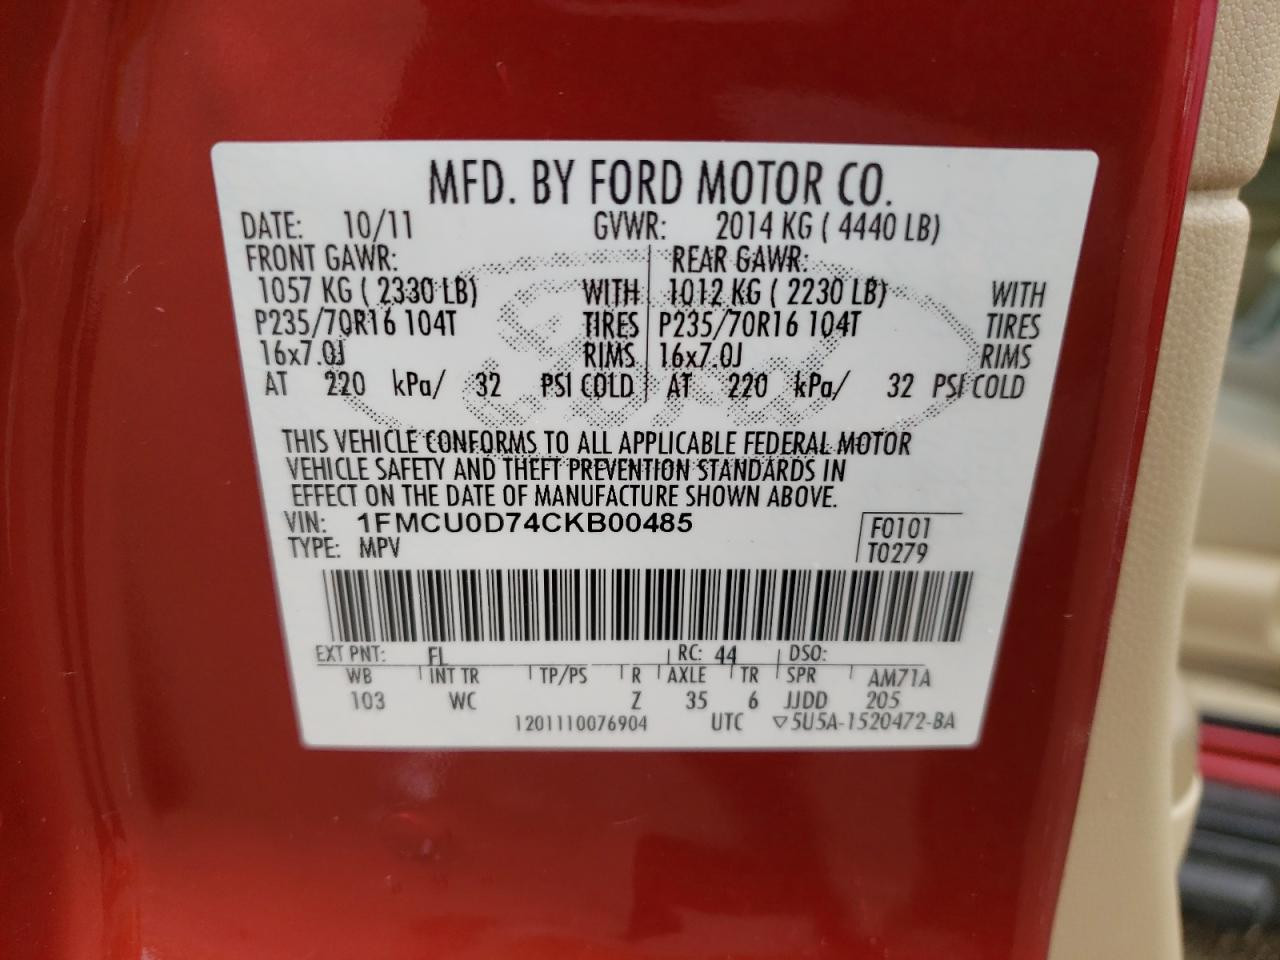 MFD. BY FORD MOTOR CO.
DATE: 10/11 GVWR: 2014 KG ( 4440 LB)
FRONT GAWR: REAR GAWR:
1057 KG ( 2330 LB) WITH 1012 KG ( 2230 LB) WITH
P235/70R16 104T TIRES P235/70R16 104T TIRES
16x7.0J RIMS 16x7.0J RIMS
AT 220 kPa/ 32 PSI COLD AT 220 kPa/ 32 PSI COLD
THIS VEHICLE CONFORMS TO ALL APPLICABLE FEDERAL MOTOR
VEHICLE SAFETY AND THEFT PREVENTION STANDARDS IN
EFFECT ON THE DATE OF MANUFACTURE SHOWN ABOVE.
VIN: 1FMCU0D74CKB00485 F0101
TYPE: MPV T0279
EXT PNT: FL RC: 44 DSO:
WB INT TR TP/PS R AXLE TR SPR AM71A
103 WC Z 35 6 JJDD 205
1201110076904 UTC ▽5U5A-1520472-BA